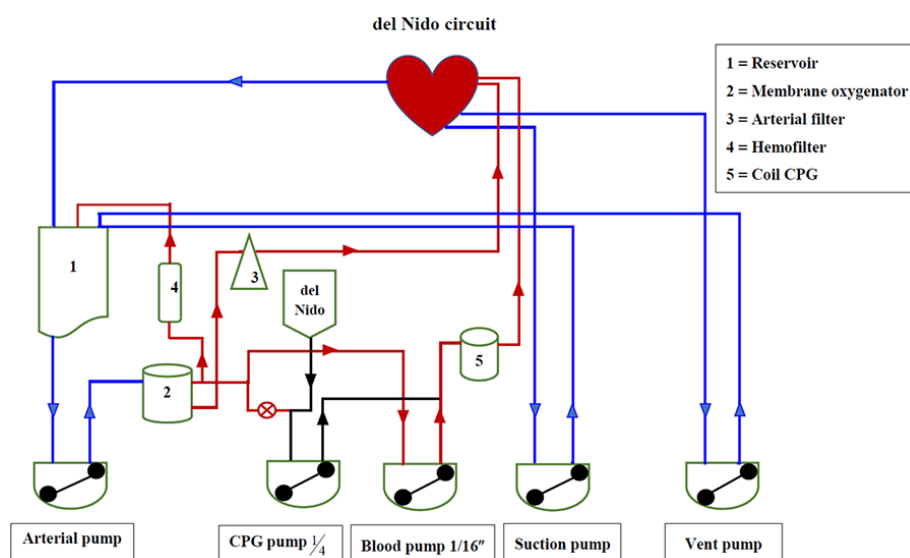 del Nido circuit
1 = Reservoir
2 = Membrane oxygenator
3 = Arterial filter
4 = Hemofilter
5 = Coil CPG
1
4
3
del
Nido
5
2
Arterial pump
CPG pump 1/4
Blood pump 1/16″
Suction pump
Vent pump